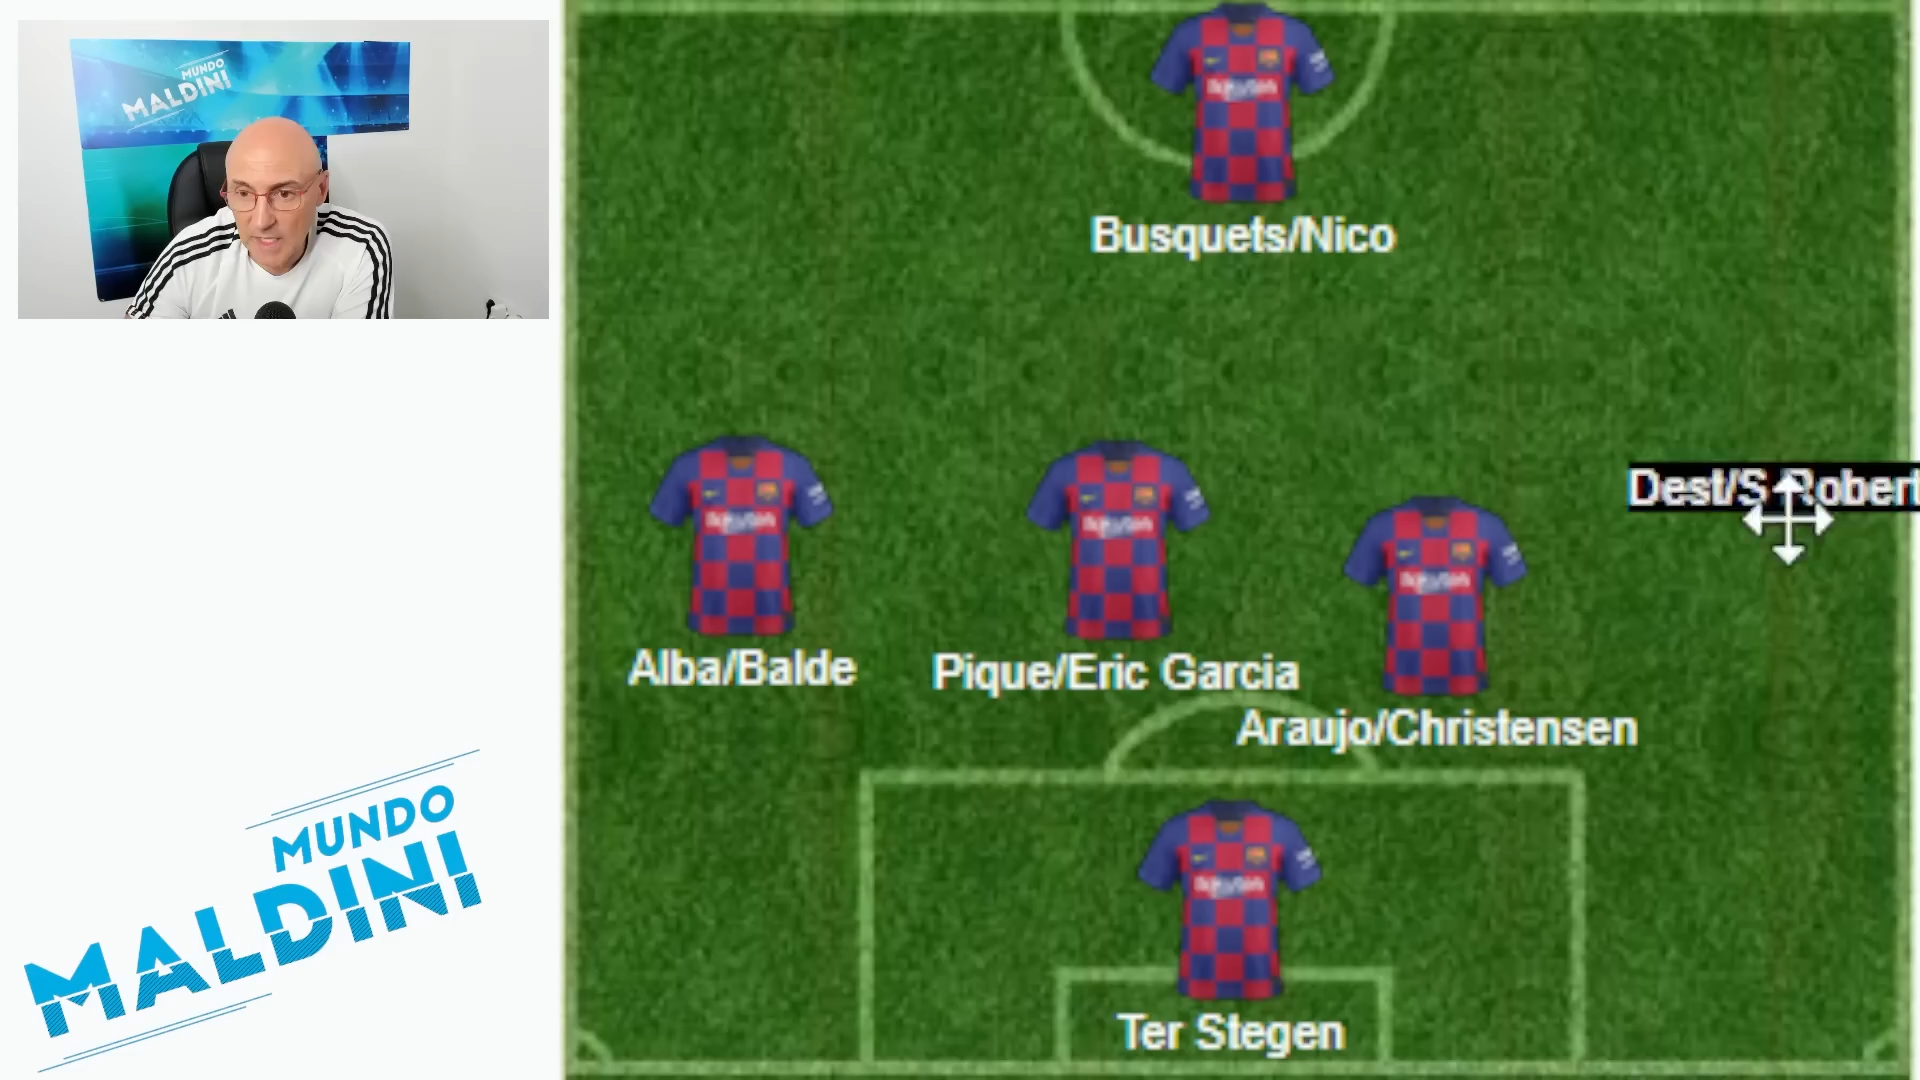 MUNDO
MALDINI
Busquets/Nico
Alba/Balde
Pique/Eric Garcia
Araujo/Christensen
Ter Stegen
MUNDO
MALDINI